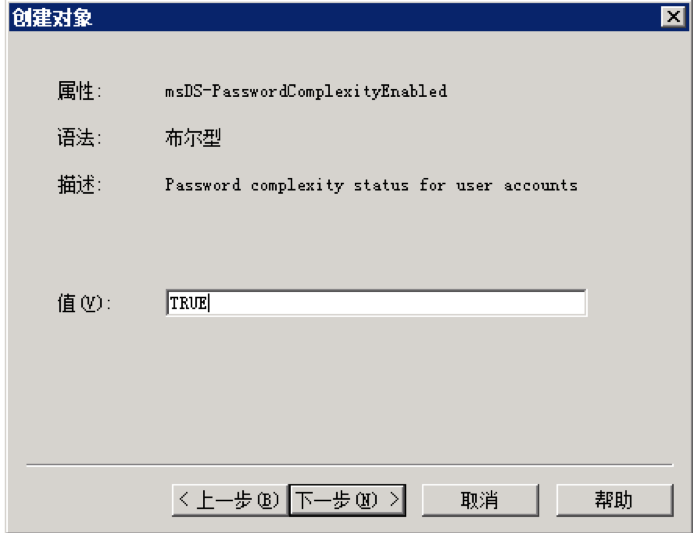 创建对象
属性: msDS-PasswordComplexityEnabled
语法: 布尔型
描述: Password complexity status for user accounts
值(V): TRUE
< 上一步(B) 下一步(N) > 取消 帮助